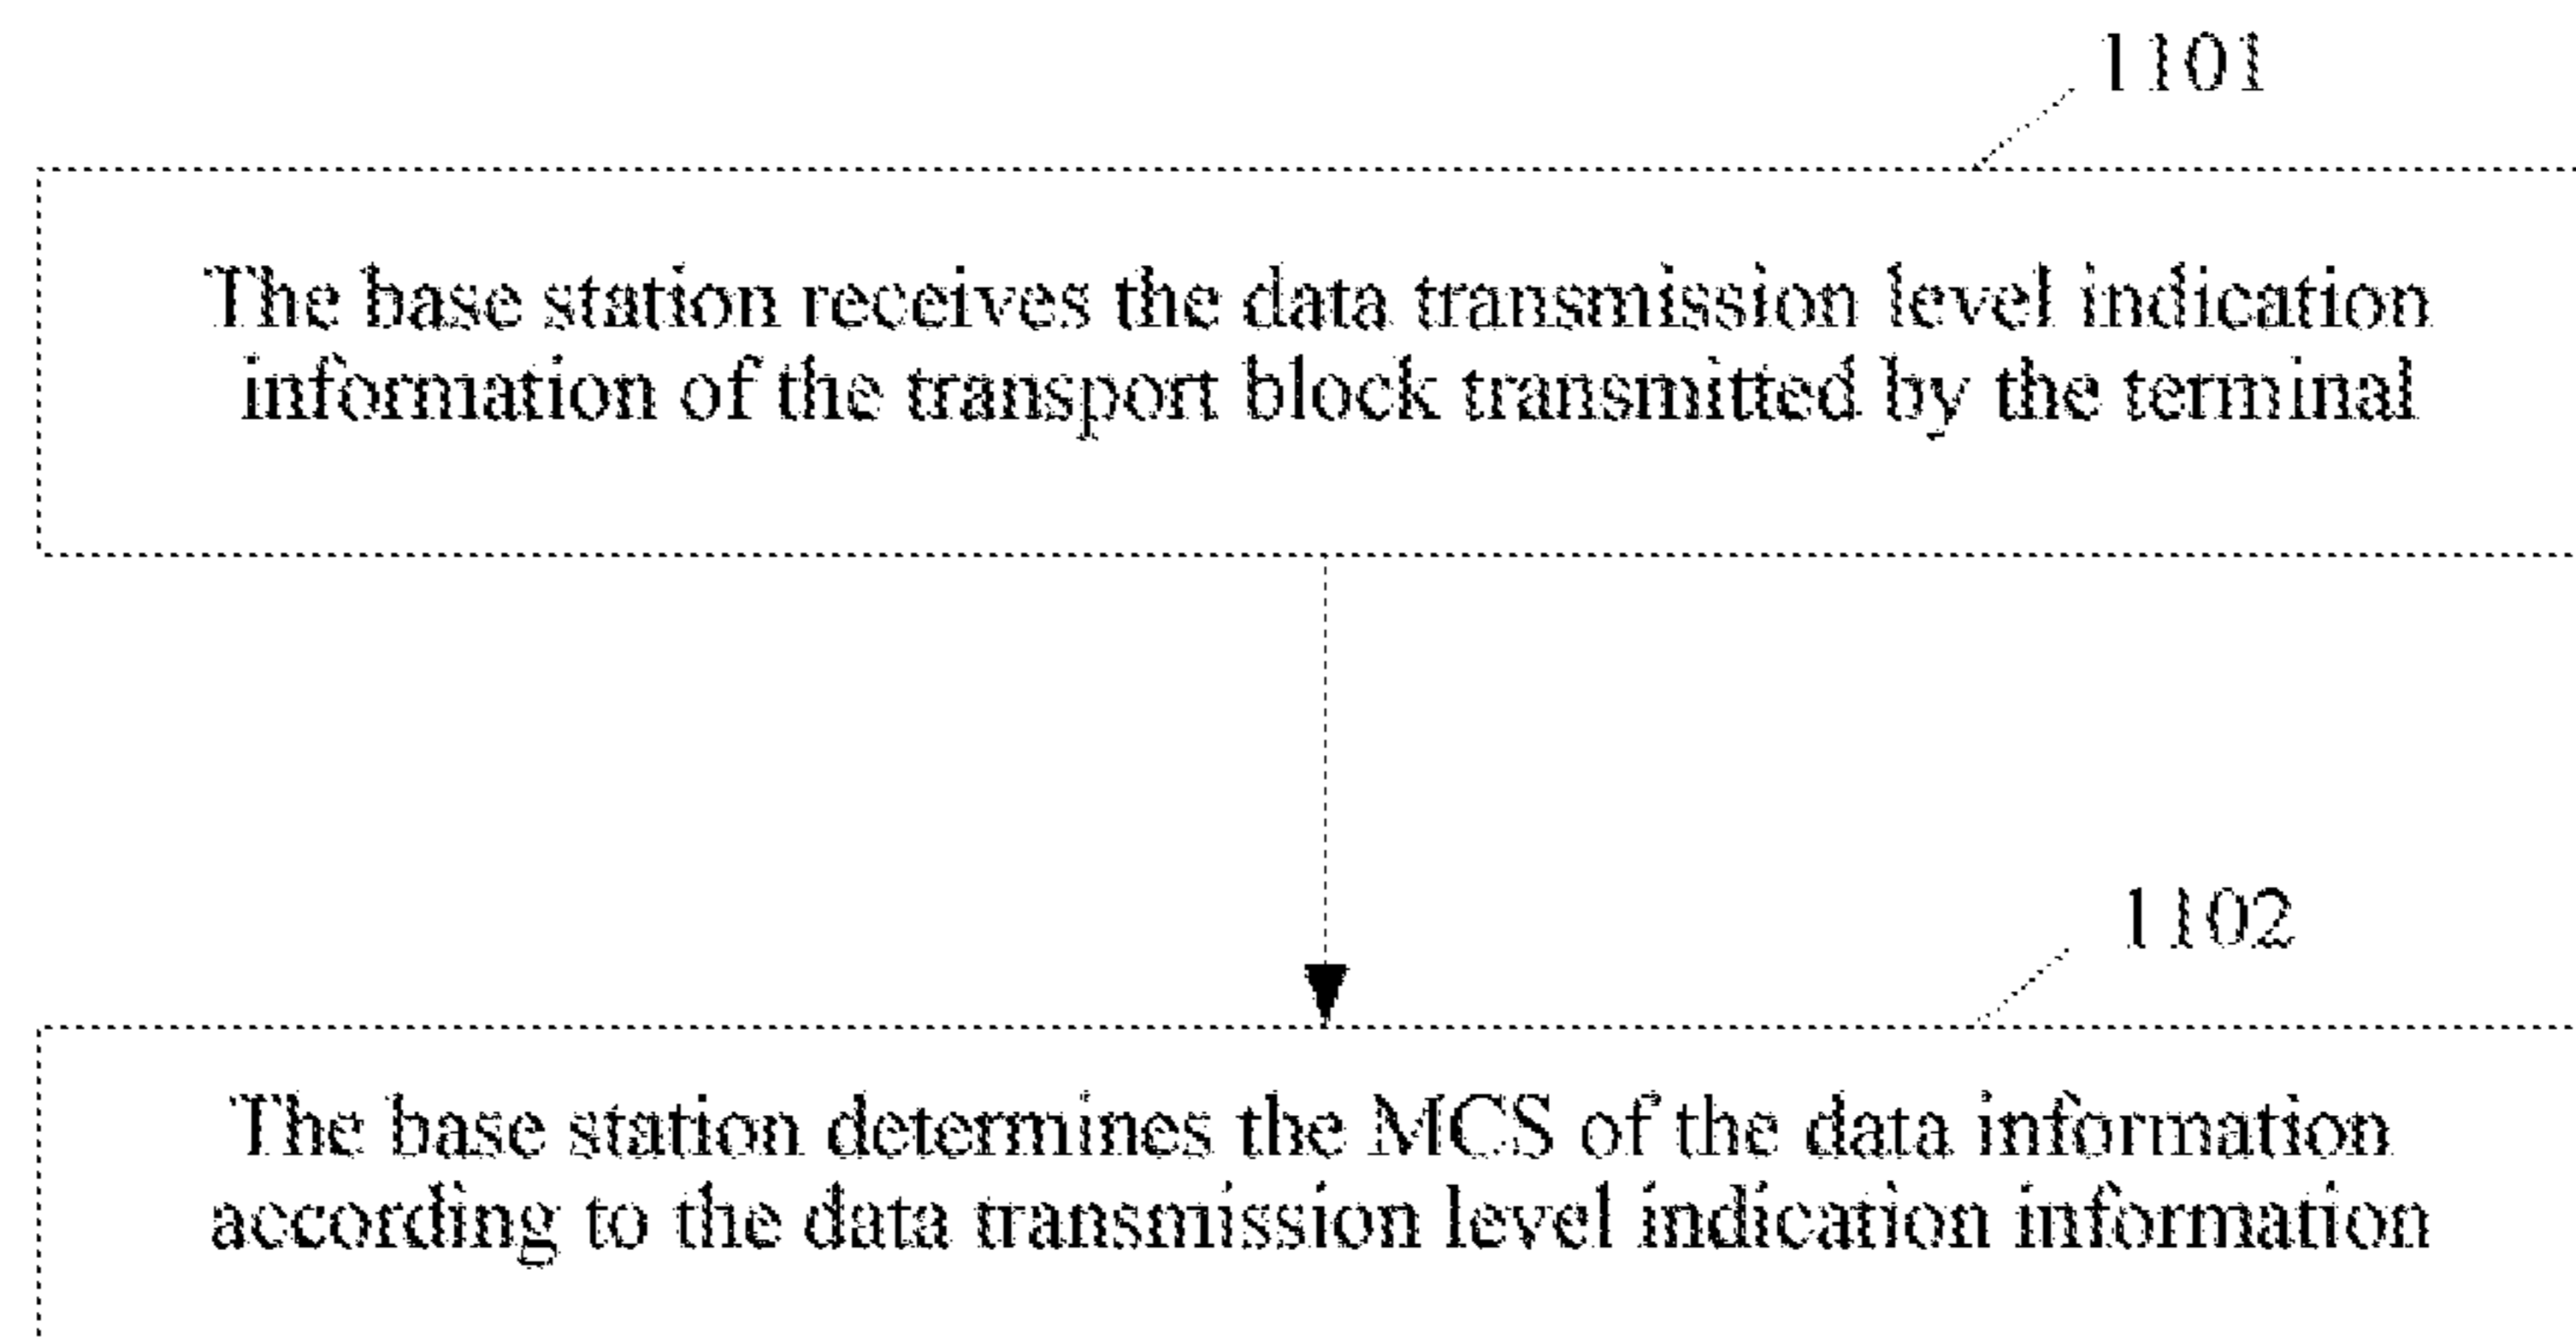 1101
The base station receives the data transmission level indication
information of the transport block transmitted by the terminal
1102
The base station determines the MCS of the data information
according to the data transmission level indication information